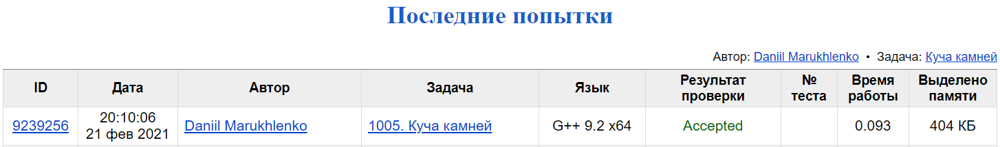 Последние попытки
Автор: Daniil Marukhlenko • Задача: Куча камней
ID Дата Автор Задача Язык Результат проверки № теста Время работы Выделено памяти
9239256 20:10:06 21 фев 2021 Daniil Marukhlenko 1005. Куча камней G++ 9.2 x64 Accepted 0.093 404 КБ